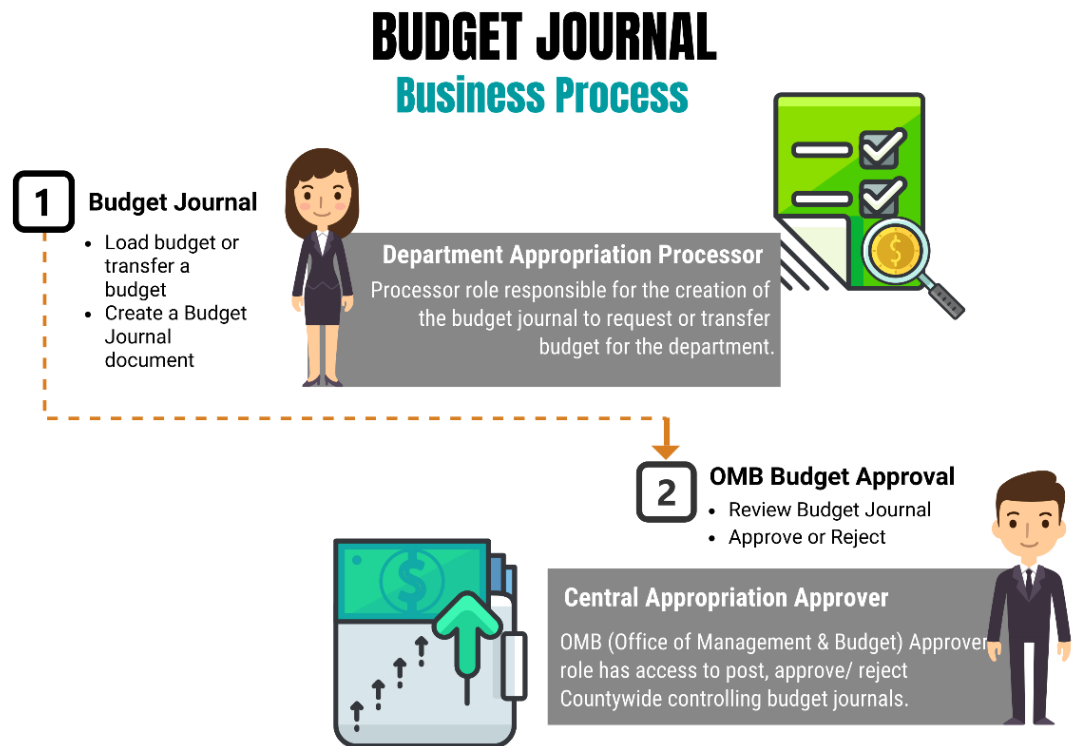 BUDGET JOURNAL
Business Process
1
Budget Journal
• Load budget or
transfer a
budget
• Create a Budget
Journal
document
Department Appropriation Processor
Processor role responsible for the creation of
the budget journal to request or transfer
budget for the department.
$
2
OMB Budget Approval
• Review Budget Journal
• Approve or Reject
$
Central Appropriation Approver
OMB (Office of Management & Budget) Approver
role has access to post, approve/ reject
Countywide controlling budget journals.